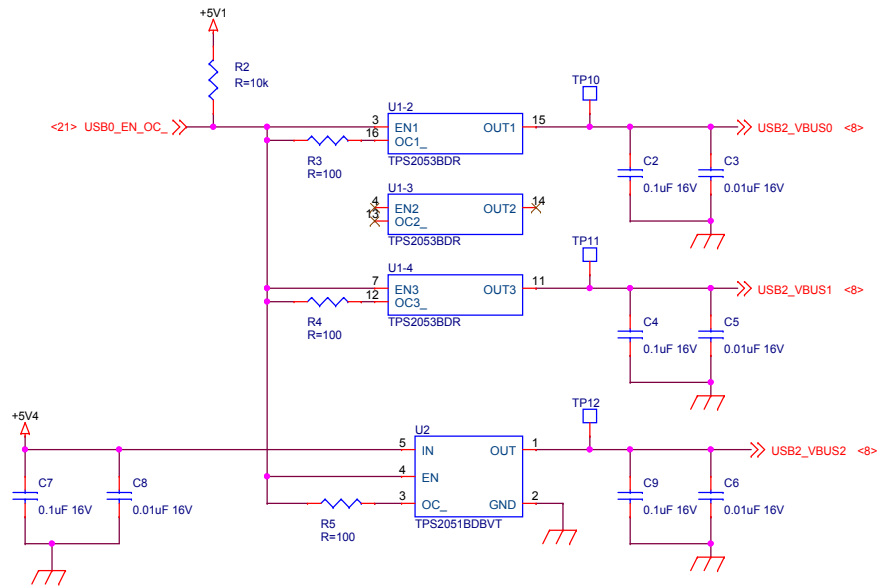 +5V1
R2
R=10k
<21> USB0_EN_OC_
U1-2
3 EN1 OUT1 15
16 OC1_
TPS2053BDR
R3
R=100
TP10
USB2_VBUS0 <8>
C2
0.1uF 16V
C3
0.01uF 16V
U1-3
4 EN2 OUT2 14
13 OC2_
TPS2053BDR
U1-4
7 EN3 OUT3 11
12 OC3_
TPS2053BDR
R4
R=100
TP11
USB2_VBUS1 <8>
C4
0.1uF 16V
C5
0.01uF 16V
+5V4
C7
0.1uF 16V
C8
0.01uF 16V
U2
5 IN OUT 1
4 EN
3 OC_ GND 2
TPS2051BDBVT
R5
R=100
TP12
USB2_VBUS2 <8>
C9
0.1uF 16V
C6
0.01uF 16V